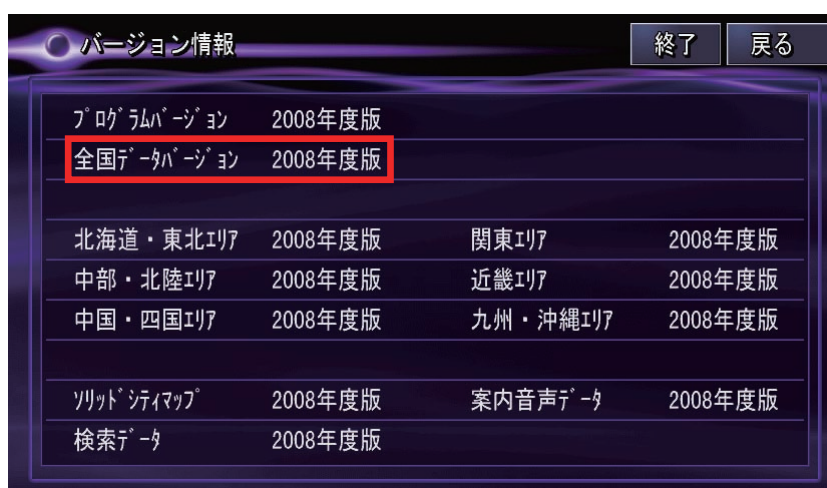 バージョン情報 終了 戻る
ﾌﾟﾛｸﾞﾗﾑﾊﾞｰｼﾞｮﾝ 2008年度版
全国ﾃﾞｰﾀﾊﾞｰｼﾞｮﾝ 2008年度版
北海道・東北ｴﾘｱ 2008年度版 関東ｴﾘｱ 2008年度版
中部・北陸ｴﾘｱ 2008年度版 近畿ｴﾘｱ 2008年度版
中国・四国ｴﾘｱ 2008年度版 九州・沖縄ｴﾘｱ 2008年度版
ｿﾘｯﾄﾞｼﾃｨﾏｯﾌﾟ 2008年度版 案内音声ﾃﾞｰﾀ 2008年度版
検索ﾃﾞｰﾀ 2008年度版